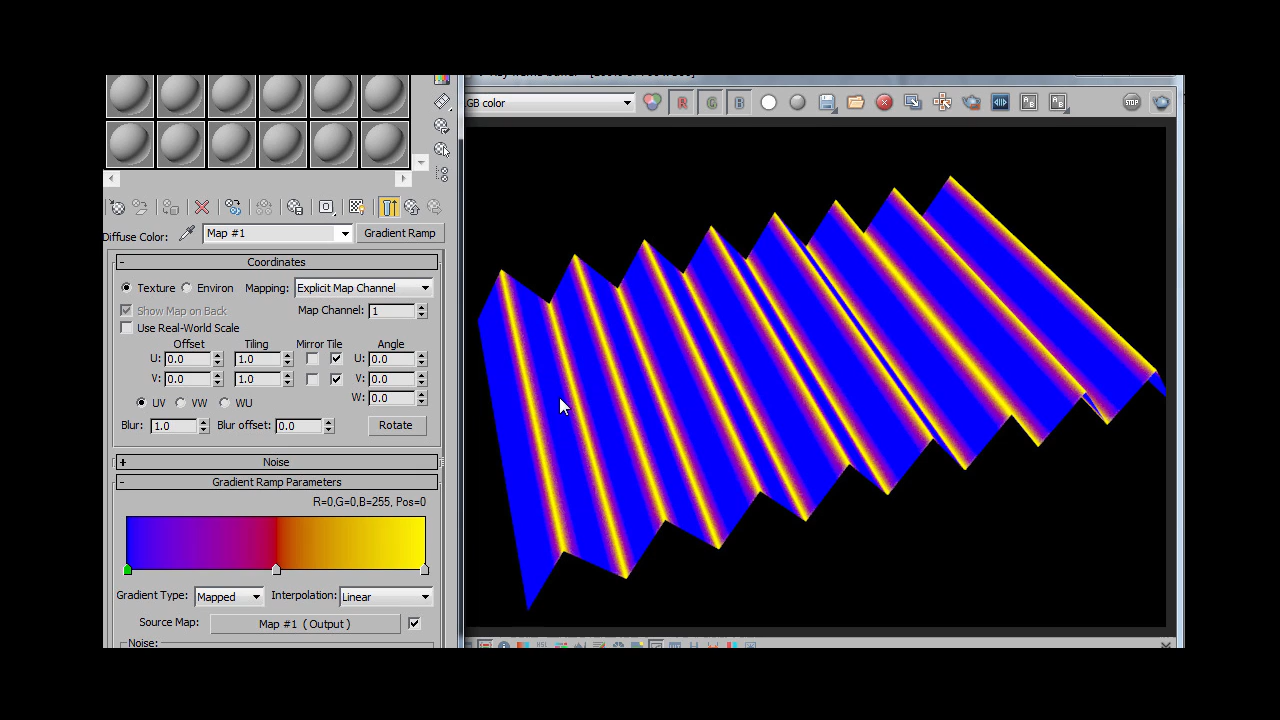 GB color
R G B
STOP
Diffuse Color: Map #1 Gradient Ramp
- Coordinates
Texture Environ Mapping: Explicit Map Channel
Show Map on Back Map Channel: 1
Use Real-World Scale
Offset Tiling Mirror Tile Angle
U: 0.0 1.0 U: 0.0
V: 0.0 1.0 V: 0.0
W: 0.0
UV VW WU
Blur: 1.0 Blur offset: 0.0 Rotate
+ Noise
- Gradient Ramp Parameters
R=0,G=0,B=255, Pos=0
Gradient Type: Mapped Interpolation: Linear
Source Map: Map #1 ( Output )
Noise: